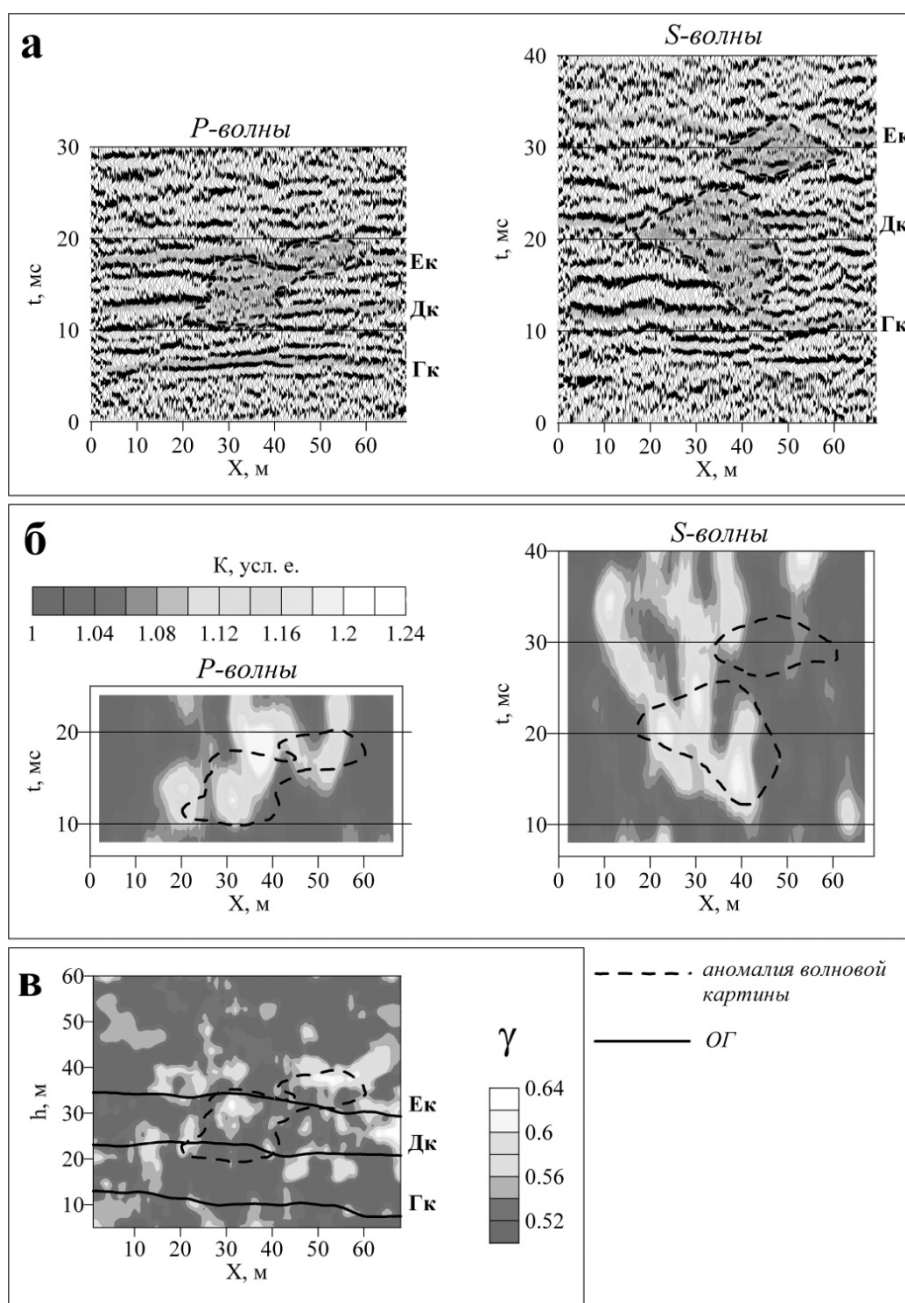 а
S-волны
P-волны
40
30
20
10
0
t, мс
Ек
Дк
Гк
0 10 20 30 40 50 60
X, м
30
20
10
0
t, мс
Ек
Дк
Гк
0 10 20 30 40 50 60
X, м
б
S-волны
К, усл. е.
1 1.04 1.08 1.12 1.16 1.2 1.24
P-волны
20
10
t, мс
0 10 20 30 40 50 60
X, м
40
30
20
10
t, мс
0 10 20 30 40 50 60
X, м
в
60
50
40
30
20
10
h, м
Ек
Дк
Гк
10 20 30 40 50 60
X, м
γ
0.64
0.6
0.56
0.52
аномалия волновой
картины
ОГ